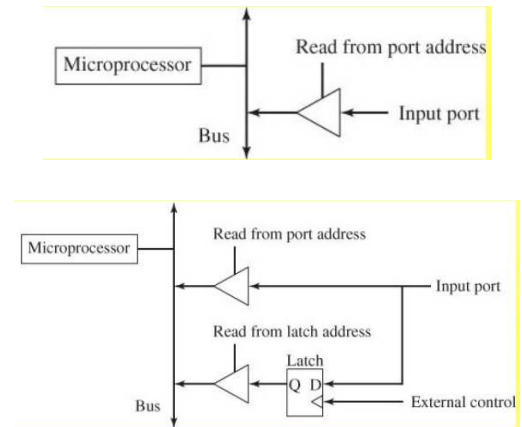 Read from port address
Microprocessor
Input port
Bus
Read from port address
Microprocessor
Input port
Read from latch address
Latch
Q D
Bus
External control